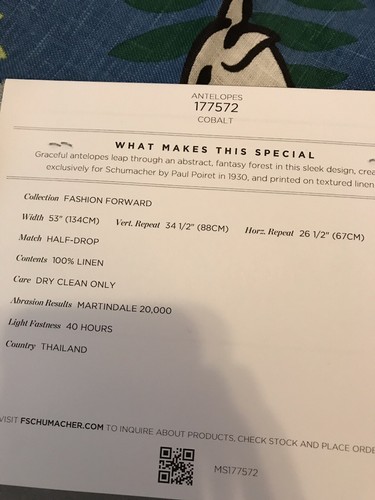 ANTELOPES
177572
COBALT
WHAT MAKES THIS SPECIAL
Graceful antelopes leap through an abstract, fantasy forest in this sleek design, crea
exclusively for Schumacher by Paul Poiret in 1930, and printed on textured linen
Collection FASHION FORWARD
Width 53" (134CM) Vert. Repeat 34 1/2" (88CM) Horz. Repeat 26 1/2" (67CM)
Match HALF-DROP
Contents 100% LINEN
Care DRY CLEAN ONLY
Abrasion Results MARTINDALE 20,000
Light Fastness 40 HOURS
Country THAILAND
VISIT FSCHUMACHER.COM TO INQUIRE ABOUT PRODUCTS, CHECK STOCK AND PLACE ORDE
MS177572